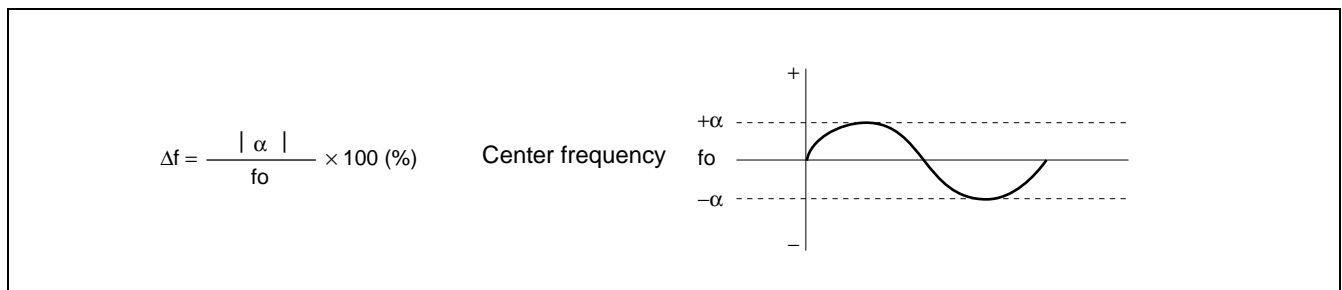 Δf = | α | / fo × 100 (%)
Center frequency
+
+α
fo
−α
−